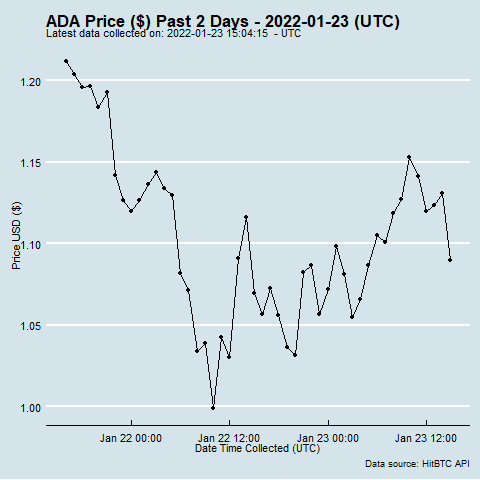 ADA Price ($) Past 2 Days - 2022-01-23 (UTC)
Latest data collected on: 2022-01-23 15:04:15 - UTC
1.20
1.15
1.10
1.05
1.00
Price USD ($)
Jan 22 00:00 Jan 22 12:00 Jan 23 00:00 Jan 23 12:00
Date Time Collected (UTC)
Data source: HitBTC API